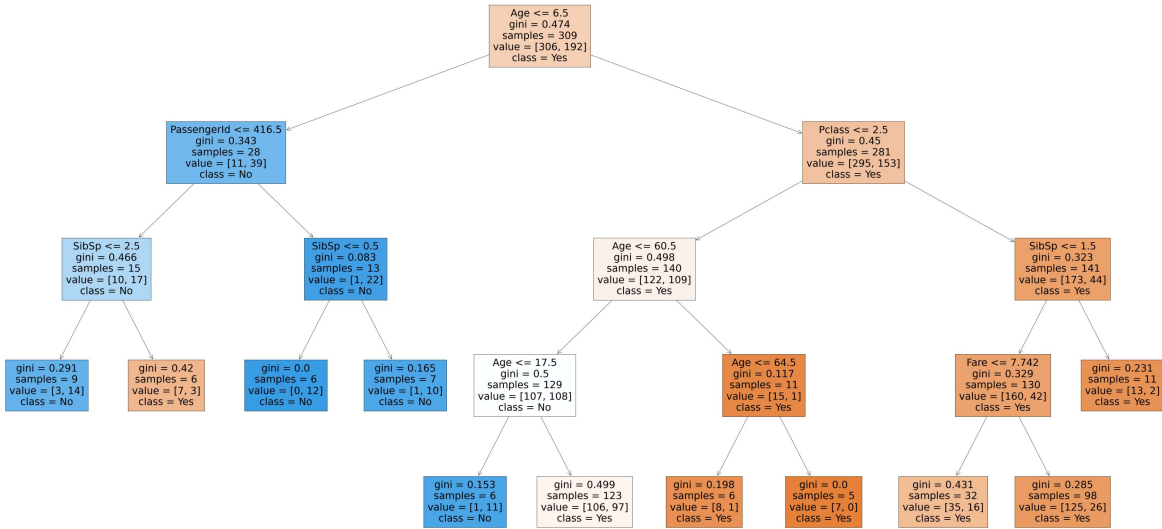 Age <= 6.5
gini = 0.474
samples = 309
value = [306, 192]
class = Yes
PassengerId <= 416.5
gini = 0.343
samples = 28
value = [11, 39]
class = No
Pclass <= 2.5
gini = 0.45
samples = 281
value = [295, 153]
class = Yes
SibSp <= 2.5
gini = 0.466
samples = 15
value = [10, 17]
class = No
SibSp <= 0.5
gini = 0.083
samples = 13
value = [1, 22]
class = No
Age <= 60.5
gini = 0.498
samples = 140
value = [122, 109]
class = Yes
SibSp <= 1.5
gini = 0.323
samples = 141
value = [173, 44]
class = Yes
gini = 0.291
samples = 9
value = [3, 14]
class = No
gini = 0.42
samples = 6
value = [7, 3]
class = Yes
gini = 0.0
samples = 6
value = [0, 12]
class = No
gini = 0.165
samples = 7
value = [1, 10]
class = No
Age <= 17.5
gini = 0.5
samples = 129
value = [107, 108]
class = No
Age <= 64.5
gini = 0.117
samples = 11
value = [15, 1]
class = Yes
Fare <= 7.742
gini = 0.329
samples = 130
value = [160, 42]
class = Yes
gini = 0.231
samples = 11
value = [13, 2]
class = Yes
gini = 0.153
samples = 6
value = [1, 11]
class = No
gini = 0.499
samples = 123
value = [106, 97]
class = Yes
gini = 0.198
samples = 6
value = [8, 1]
class = Yes
gini = 0.0
samples = 5
value = [7, 0]
class = Yes
gini = 0.431
samples = 32
value = [35, 16]
class = Yes
gini = 0.285
samples = 98
value = [125, 26]
class = Yes